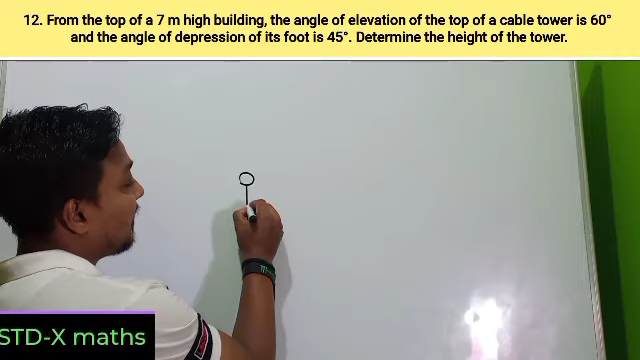 12. From the top of a 7 m high building, the angle of elevation of the top of a cable tower is 60°
and the angle of depression of its foot is 45°. Determine the height of the tower.
STD-X maths